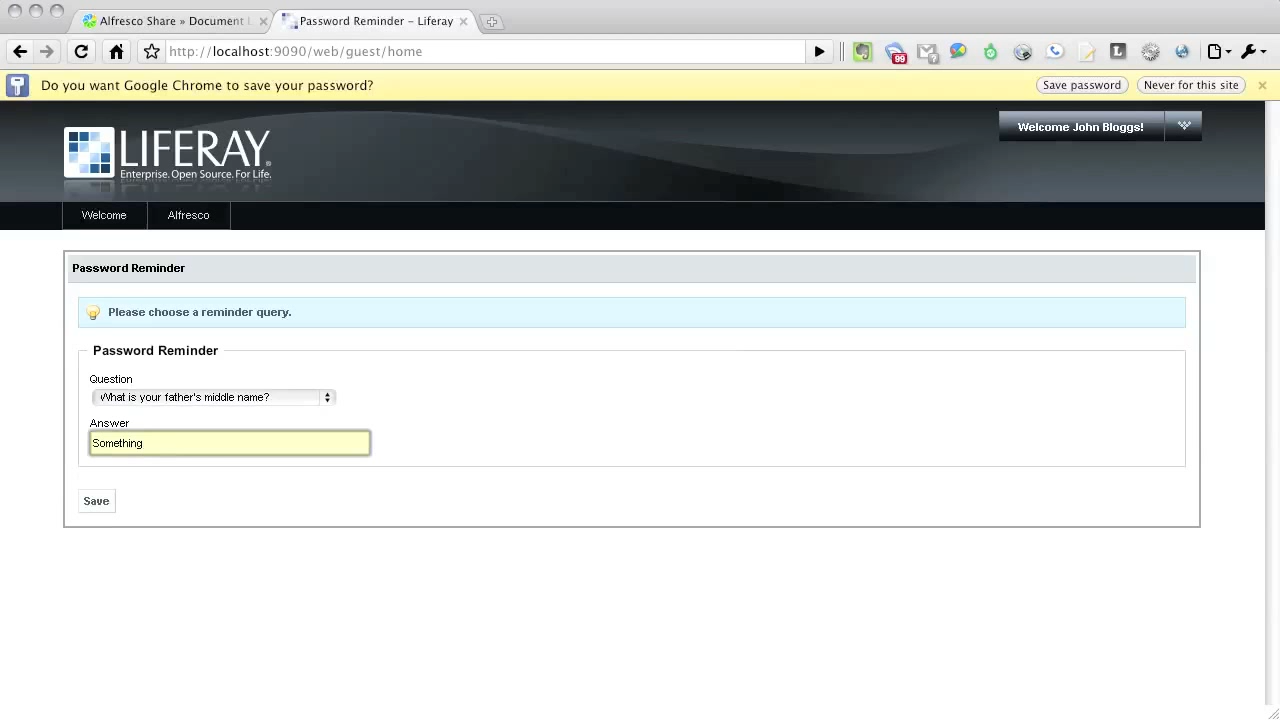 Alfresco Share » Document
Password Reminder – Liferay
http://localhost:9090/web/guest/home
99
L
Do you want Google Chrome to save your password?
Save password
Never for this site
LIFERAY
Enterprise. Open Source. For Life.
Welcome John Bloggs!
Welcome
Alfresco
Password Reminder
Please choose a reminder query.
Password Reminder
Question
What is your father's middle name?
Answer
Something
Save